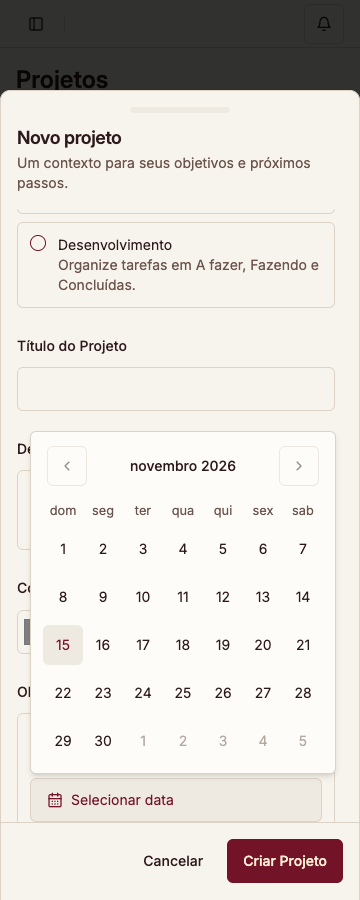 Projetos
Novo projeto
Um contexto para seus objetivos e próximos
passos.
Desenvolvimento
Organize tarefas em A fazer, Fazendo e
Concluídas.
Título do Projeto
novembro 2026
dom seg ter qua qui sex sab
1 2 3 4 5 6 7
8 9 10 11 12 13 14
15 16 17 18 19 20 21
22 23 24 25 26 27 28
29 30 1 2 3 4 5
Selecionar data
Cancelar Criar Projeto